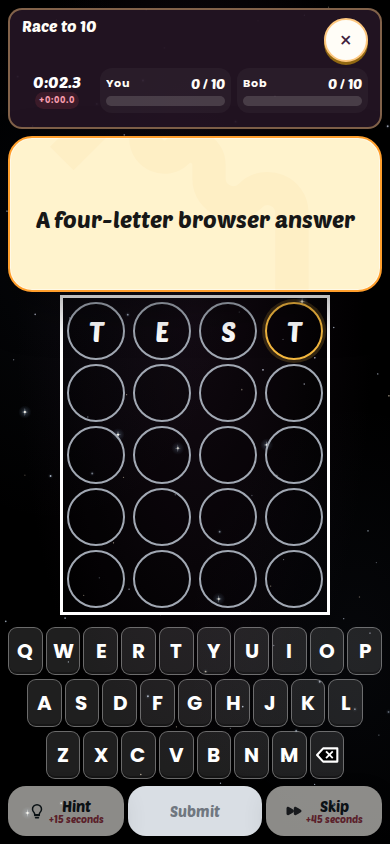 Race to 10
×
0:02.3
+0:00.0
You 0 / 10
Bob 0 / 10
A four-letter browser answer
T E S T
Q W E R T Y U I O P
A S D F G H J K L
Z X C V B N M
Hint
+15 seconds
Submit
Skip
+45 seconds